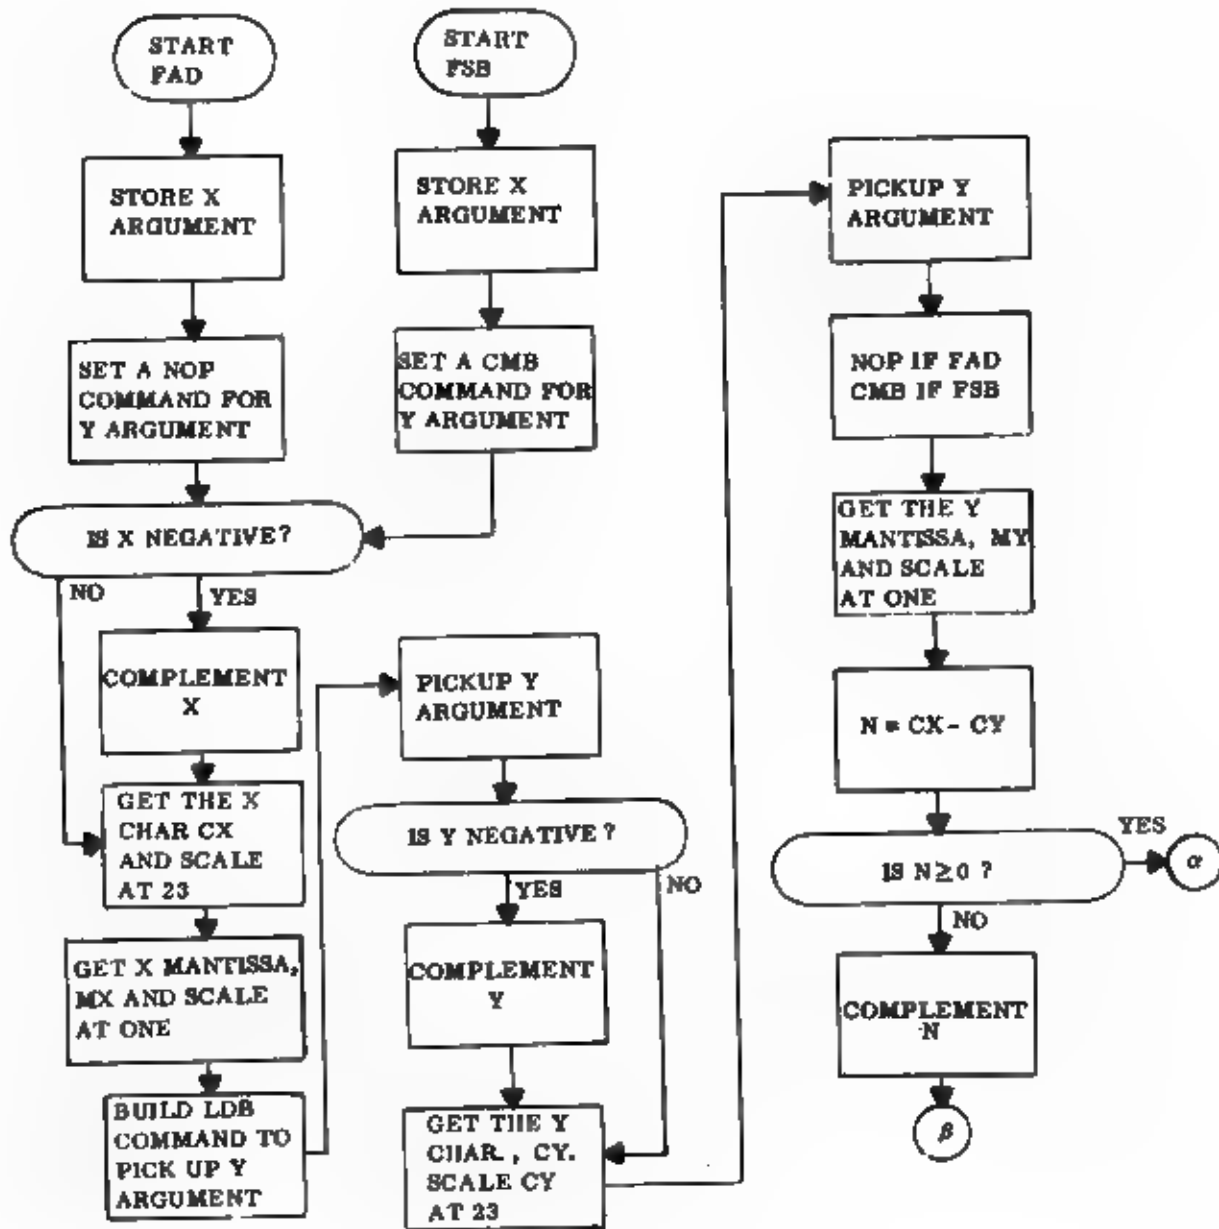 START
FAD
STORE X
ARGUMENT
SET A NOP
COMMAND FOR
Y ARGUMENT
START
FSB
STORE X
ARGUMENT
SET A CMB
COMMAND FOR
Y ARGUMENT
IS X NEGATIVE?
NO
YES
COMPLEMENT
X
GET THE X
CHAR CX
AND SCALE
AT 23
GET X MANTISSA,
MX AND SCALE
AT ONE
BUILD LDB
COMMAND TO
PICK UP Y
ARGUMENT
PICKUP Y
ARGUMENT
IS Y NEGATIVE?
YES
NO
COMPLEMENT
Y
GET THE Y
CHAR., CY.
SCALE CY
AT 23
PICKUP Y
ARGUMENT
NOP IF FAD
CMB IF FSB
GET THE Y
MANTISSA, MY
AND SCALE
AT ONE
N = CX - CY
IS N ≥ 0 ?
YES
α
NO
COMPLEMENT
N
β